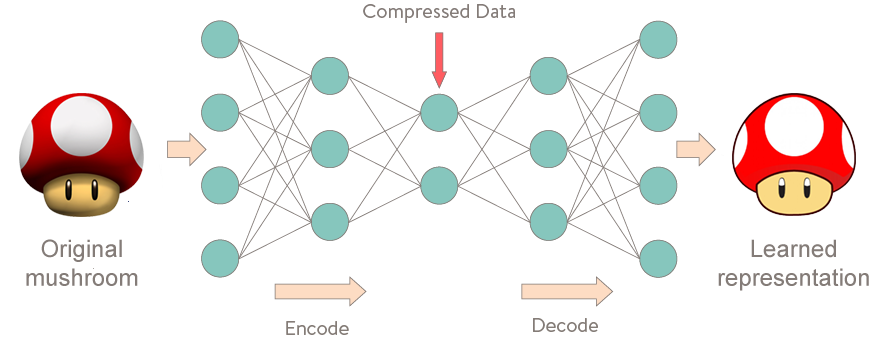 Compressed Data
Original
mushroom
Learned
representation
Encode
Decode